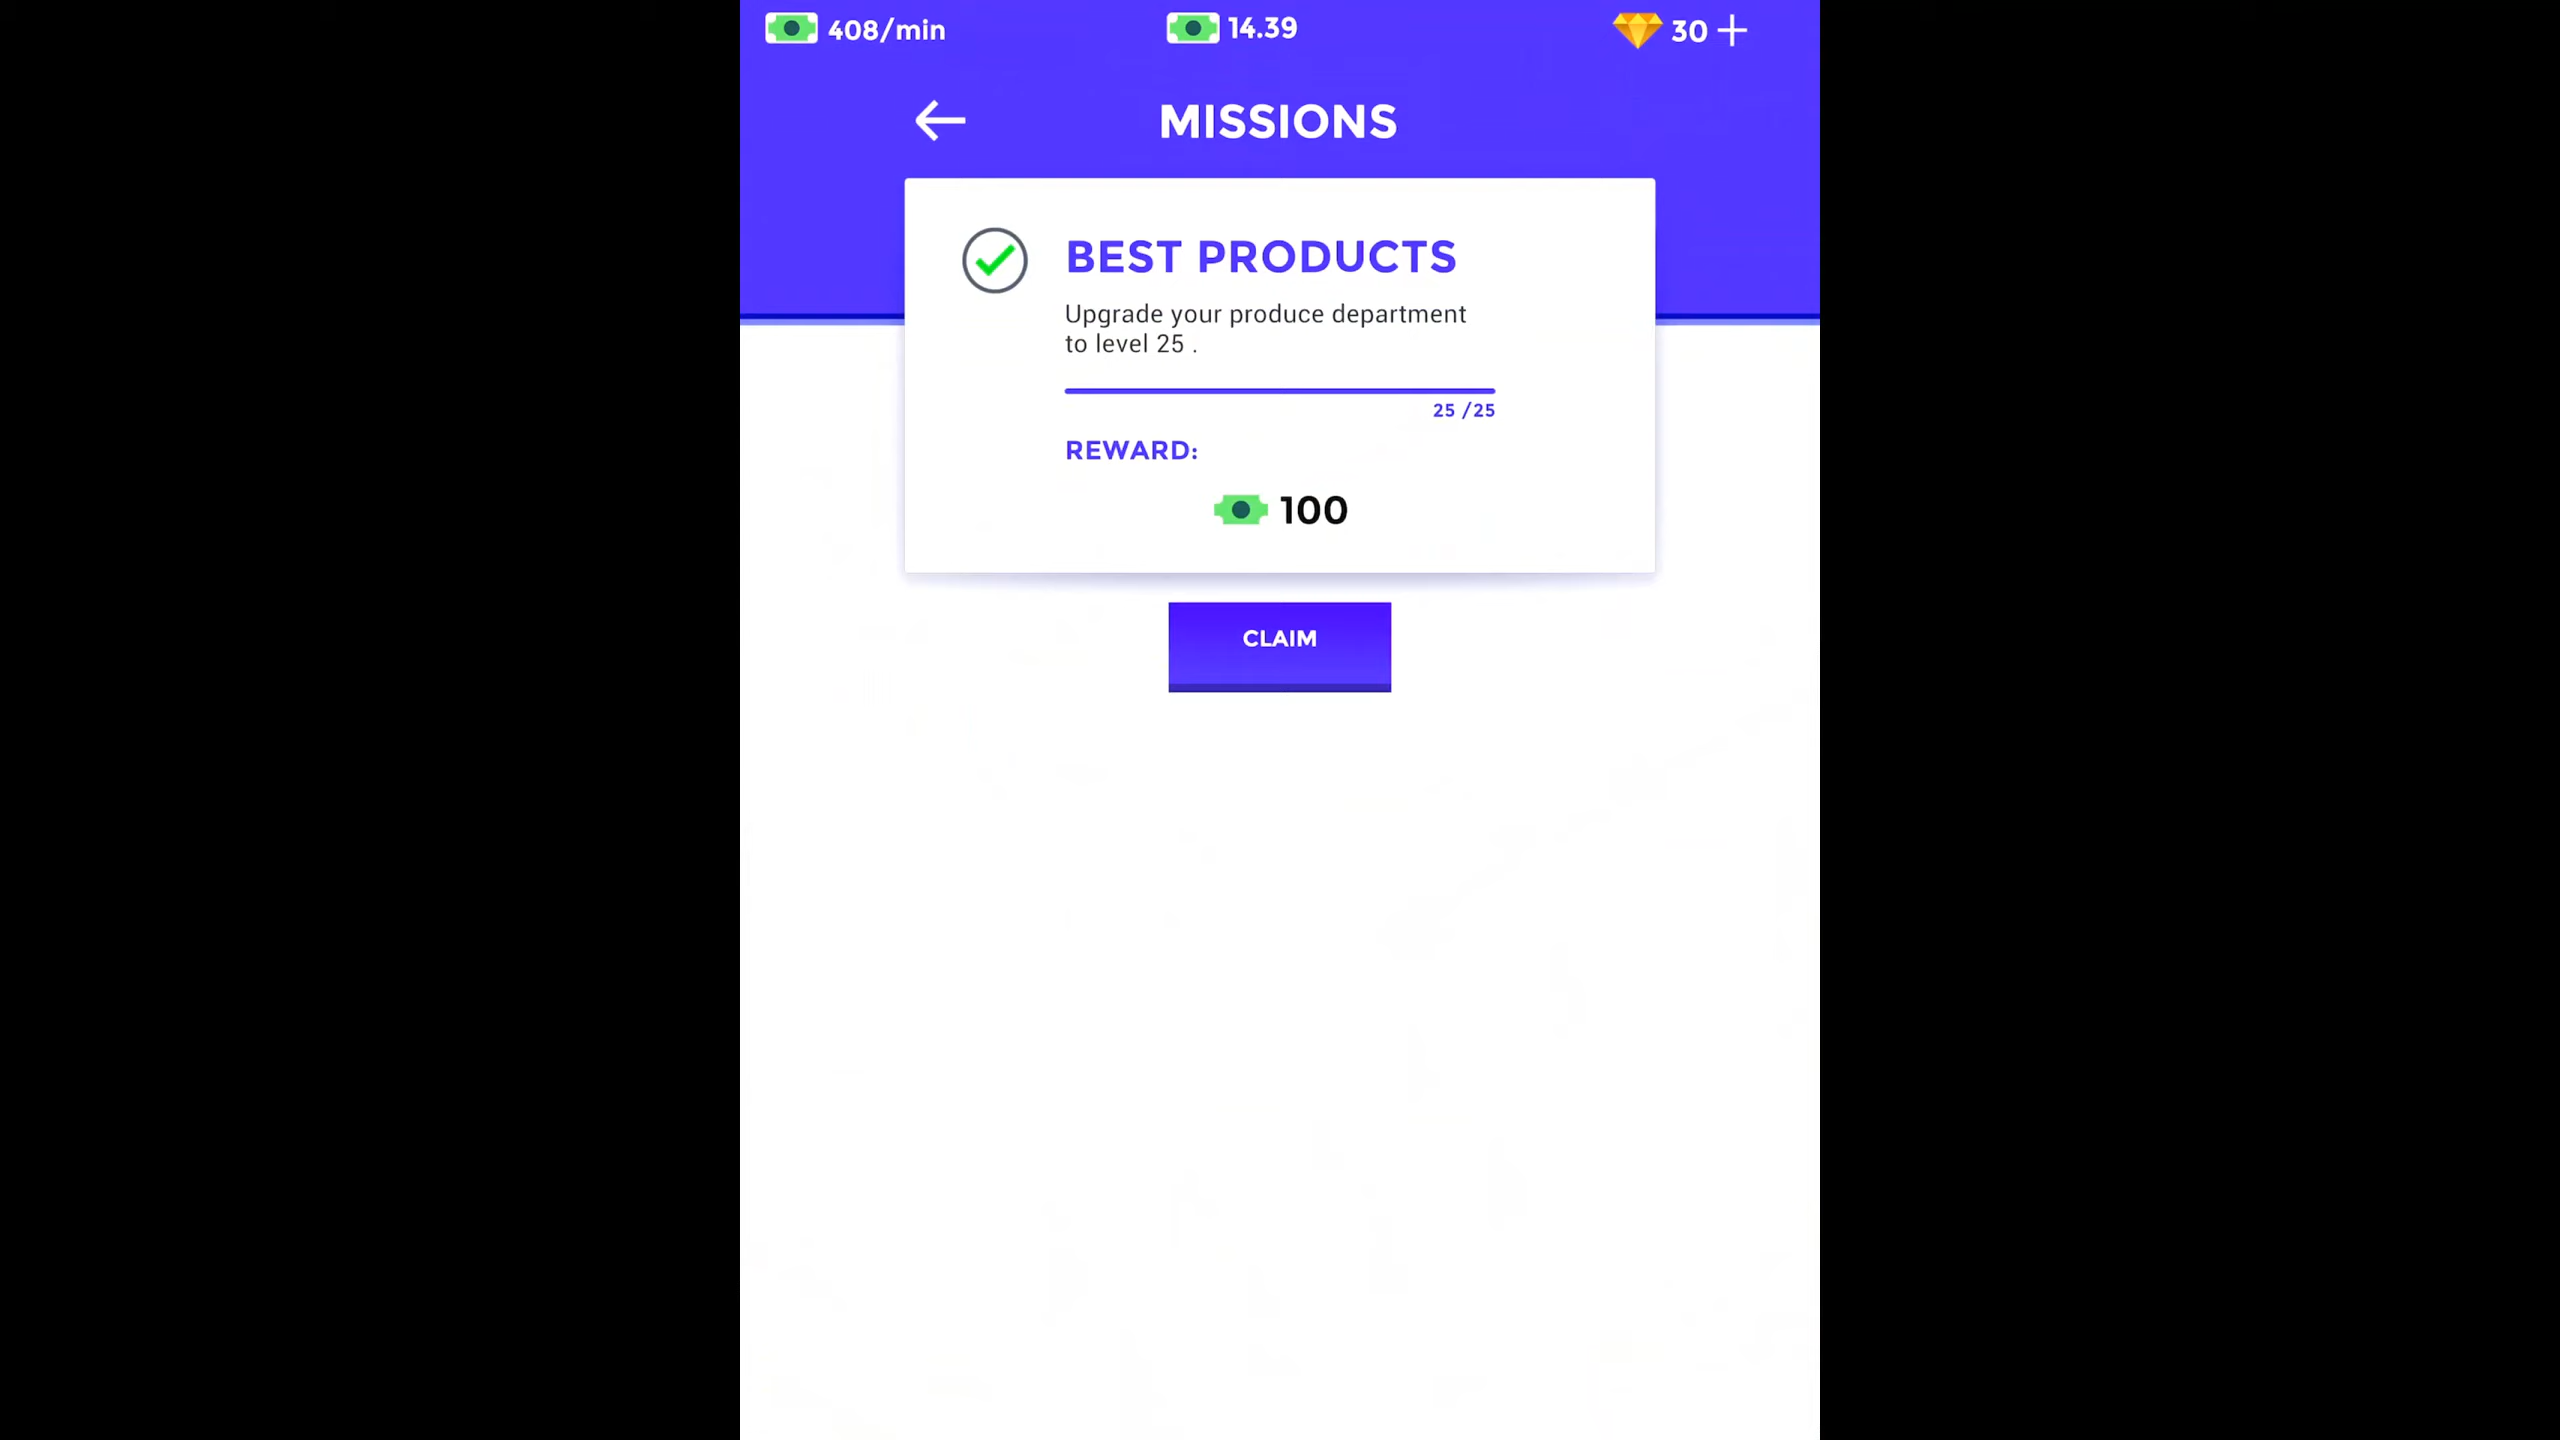 408/min 14.39 30 +
MISSIONS
BEST PRODUCTS
Upgrade your produce department
to level 25 .
25 /25
REWARD:
100
CLAIM